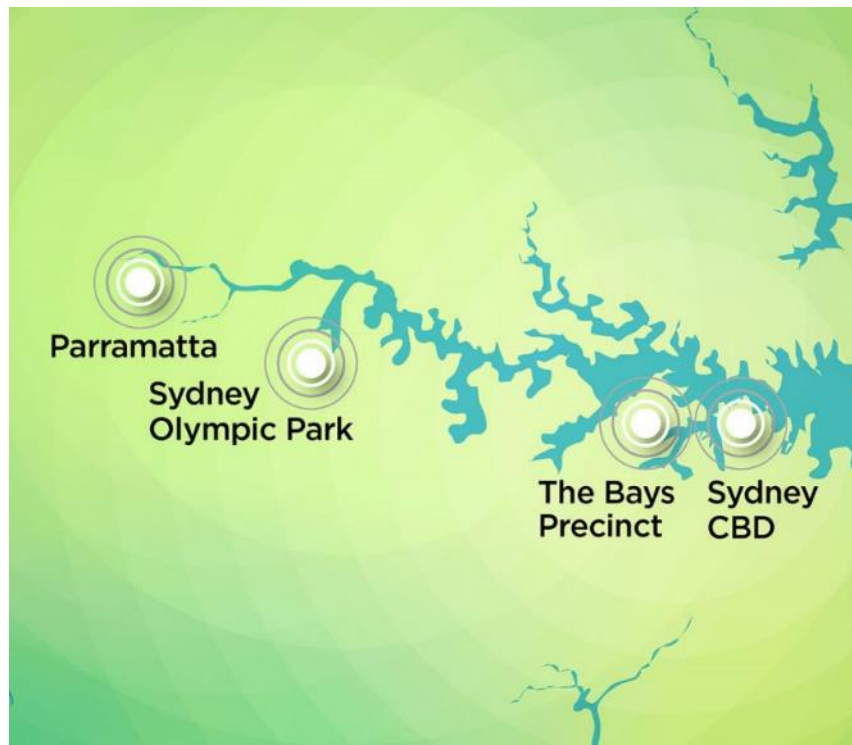 Parramatta
Sydney
Olympic Park
The Bays
Precinct
Sydney
CBD